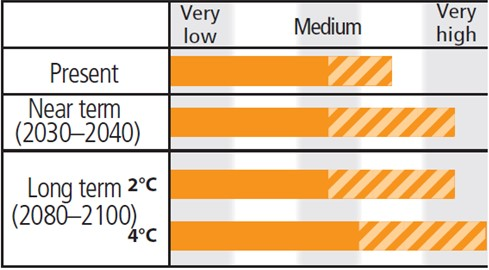 Very low
Medium
Very high
Present
Near term
(2030–2040)
Long term 2°C
(2080–2100)
4°C